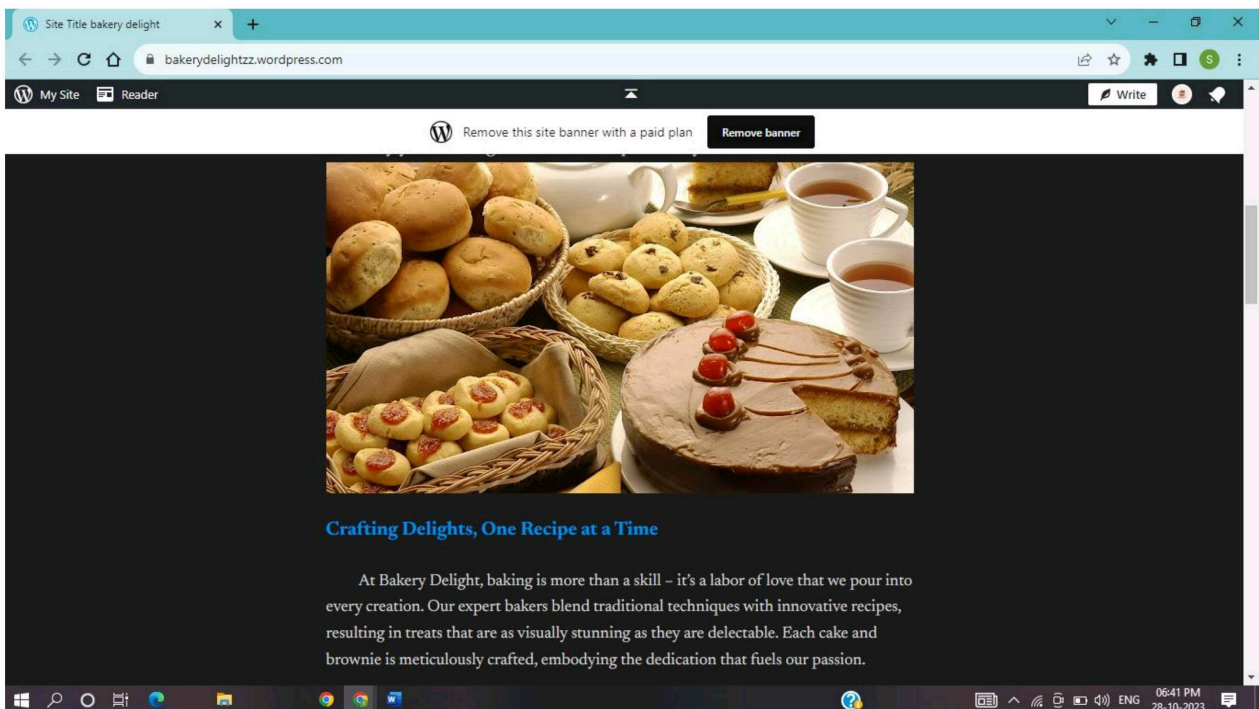 Site Title bakery delight
bakerydelightzz.wordpress.com
S
My Site Reader
Write
Remove this site banner with a paid plan Remove banner
Crafting Delights, One Recipe at a Time
At Bakery Delight, baking is more than a skill – it’s a labor of love that we pour into
every creation. Our expert bakers blend traditional techniques with innovative recipes,
resulting in treats that are as visually stunning as they are delectable. Each cake and
brownie is meticulously crafted, embodying the dedication that fuels our passion.
ENG
06:41 PM
28-10-2023